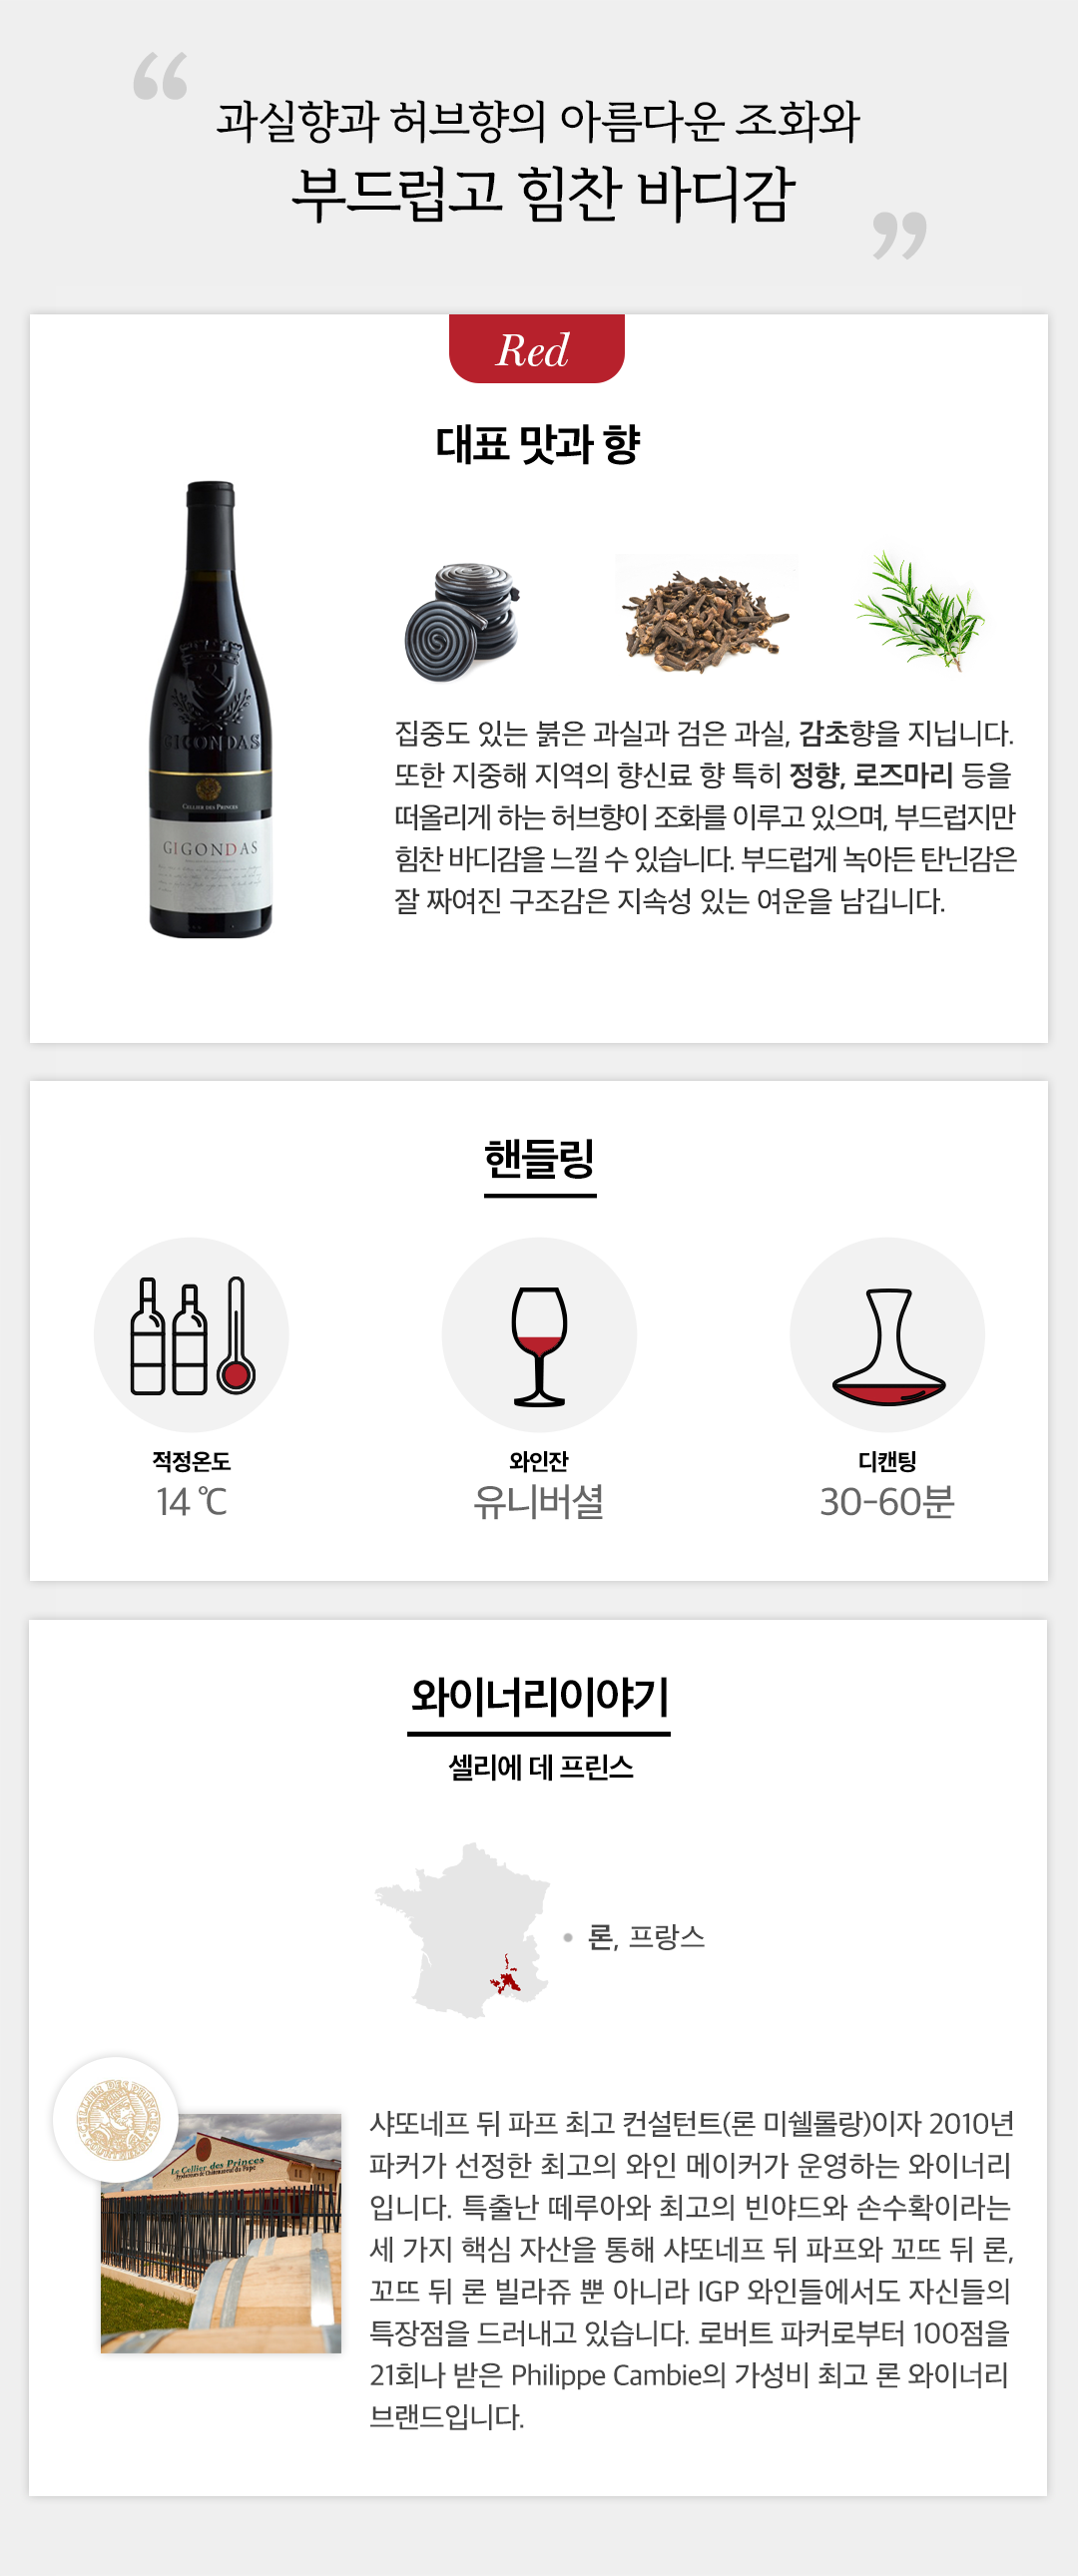 “
과실향과 허브향의 아름다운 조화와
부드럽고 힘찬 바디감
”
Red
대표 맛과 향
GIGONDAS
CELLIER DES PRINCES
GIGONDAS
집중도 있는 붉은 과실과 검은 과실, 감초향을 지닙니다.
또한 지중해 지역의 향신료 향 특히 정향, 로즈마리 등을
떠올리게 하는 허브향이 조화를 이루고 있으며, 부드럽지만
힘찬 바디감을 느낄 수 있습니다. 부드럽게 녹아든 탄닌감은
잘 짜여진 구조감은 지속성 있는 여운을 남깁니다.
핸들링
적정온도
14 ℃
와인잔
유니버셜
디캔팅
30-60분
와이너리이야기
셀리에 데 프린스
론, 프랑스
CELLIER DES PRINCES
Le Cellier des Princes
Producteurs de Châteauneuf du Pape
샤또네프 뒤 파프 최고 컨설턴트(론 미쉘롤랑)이자 2010년
파커가 선정한 최고의 와인 메이커가 운영하는 와이너리
입니다. 특출난 떼루아와 최고의 빈야드와 손수확이라는
세 가지 핵심 자산을 통해 샤또네프 뒤 파프와 꼬뜨 뒤 론,
꼬뜨 뒤 론 빌라쥬 뿐 아니라 IGP 와인들에서도 자신들의
특장점을 드러내고 있습니다. 로버트 파커로부터 100점을
21회나 받은 Philippe Cambie의 가성비 최고 론 와이너리
브랜드입니다.